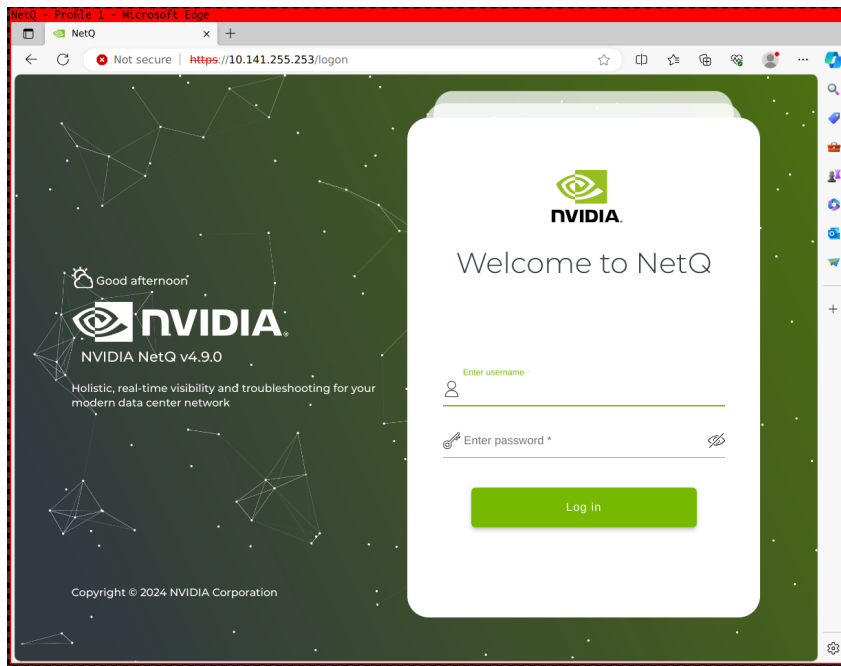 NetQ - Profile 1 - Microsoft Edge
NetQ
Not secure | https://10.141.255.253/logon
NVIDIA.
Welcome to NetQ
Good afternoon
NVIDIA.
NVIDIA NetQ v4.9.0
Holistic, real-time visibility and troubleshooting for your
modern data center network
Enter username *
Enter password *
Log in
Copyright © 2024 NVIDIA Corporation